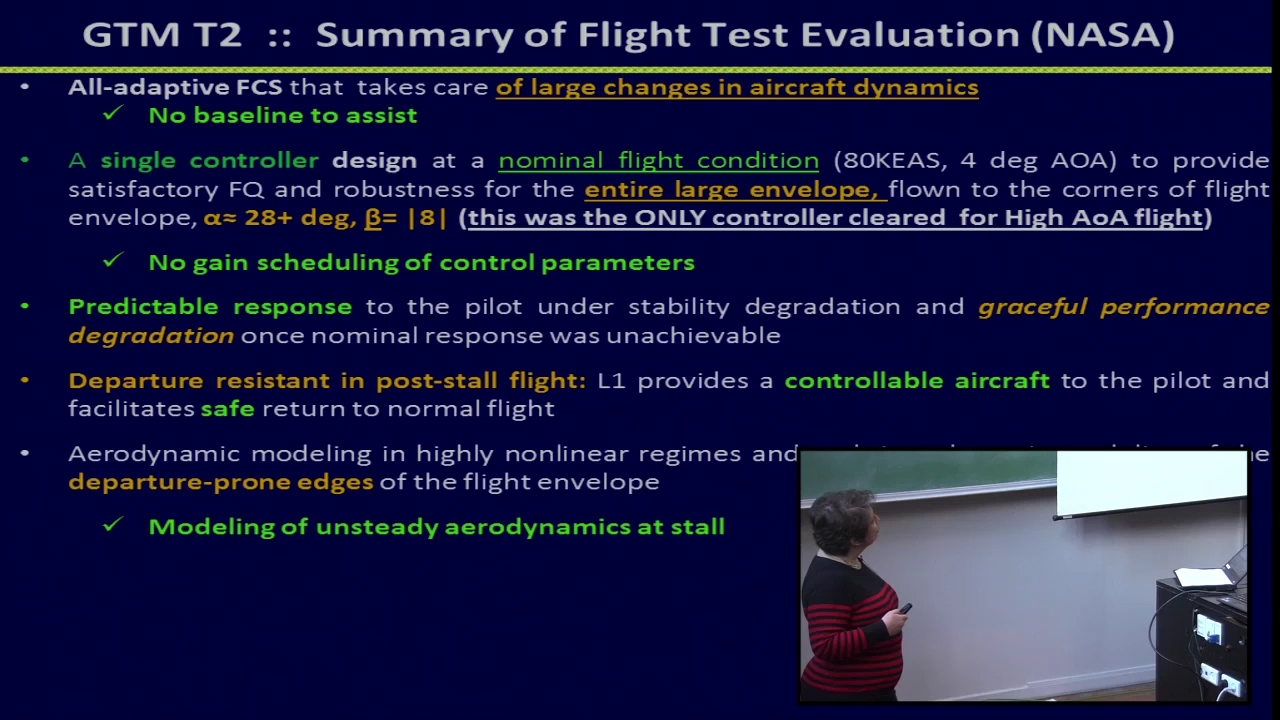 GTM T2 :: Summary of Flight Test Evaluation (NASA)
• All-adaptive FCS that takes care of large changes in aircraft dynamics
✓ No baseline to assist
• A single controller design at a nominal flight condition (80KEAS, 4 deg AOA) to provide
satisfactory FQ and robustness for the entire large envelope, flown to the corners of flight
envelope, α≈ 28+ deg, β= |8| (this was the ONLY controller cleared for High AoA flight)
✓ No gain scheduling of control parameters
• Predictable response to the pilot under stability degradation and graceful performance
degradation once nominal response was unachievable
• Departure resistant in post-stall flight: L1 provides a controllable aircraft to the pilot and
facilitates safe return to normal flight
• Aerodynamic modeling in highly nonlinear regimes and
departure-prone edges of the flight envelope
✓ Modeling of unsteady aerodynamics at stall